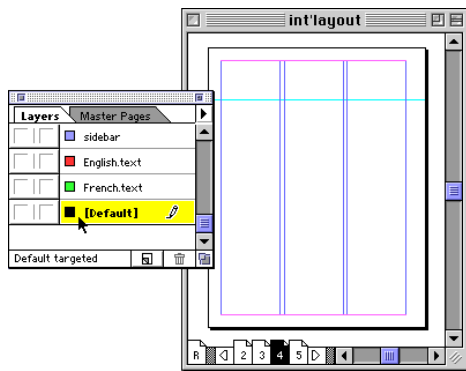 int'layout
Layers Master Pages
sidebar
English.text
French.text
[Default]
Default targeted
R 2 3 4 5